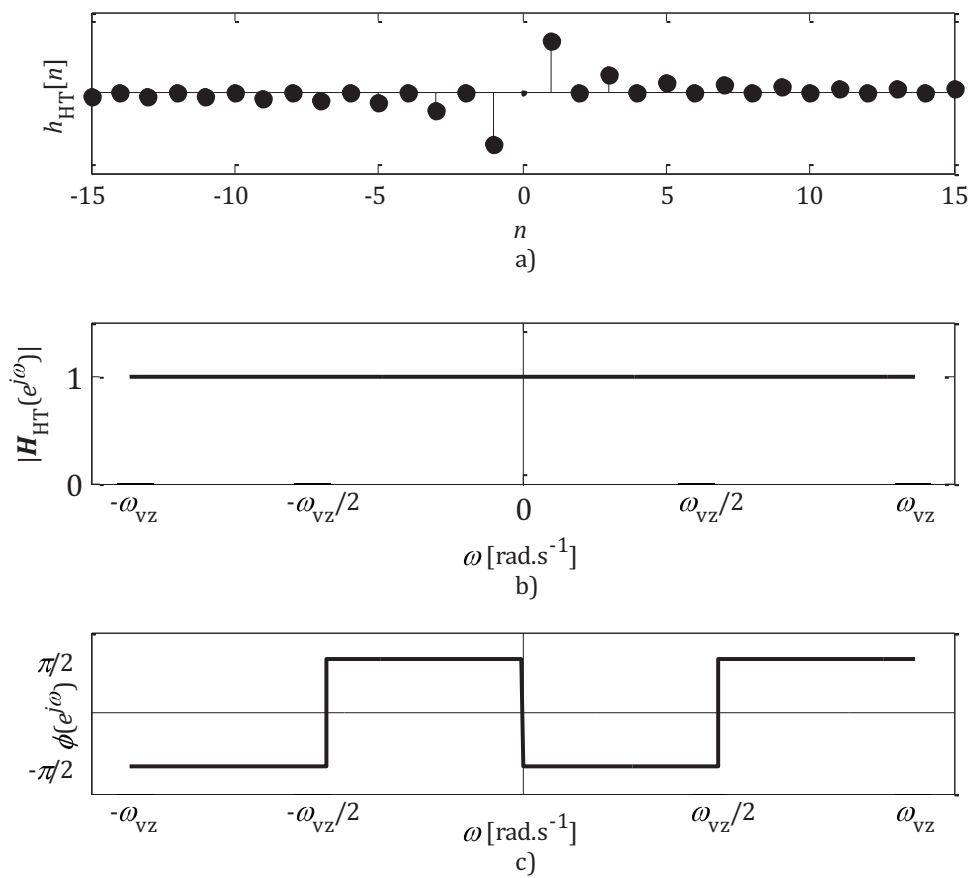 h_HT[n]
-15 -10 -5 0 5 10 15
n
a)
|H_HT(e^{jω})|
1
0
-ω_vz -ω_vz/2 0 ω_vz/2 ω_vz
ω [rad.s^{-1}]
b)
π/2
ϕ(e^{jω})
-π/2
-ω_vz -ω_vz/2 ω_vz/2 ω_vz
ω [rad.s^{-1}]
c)